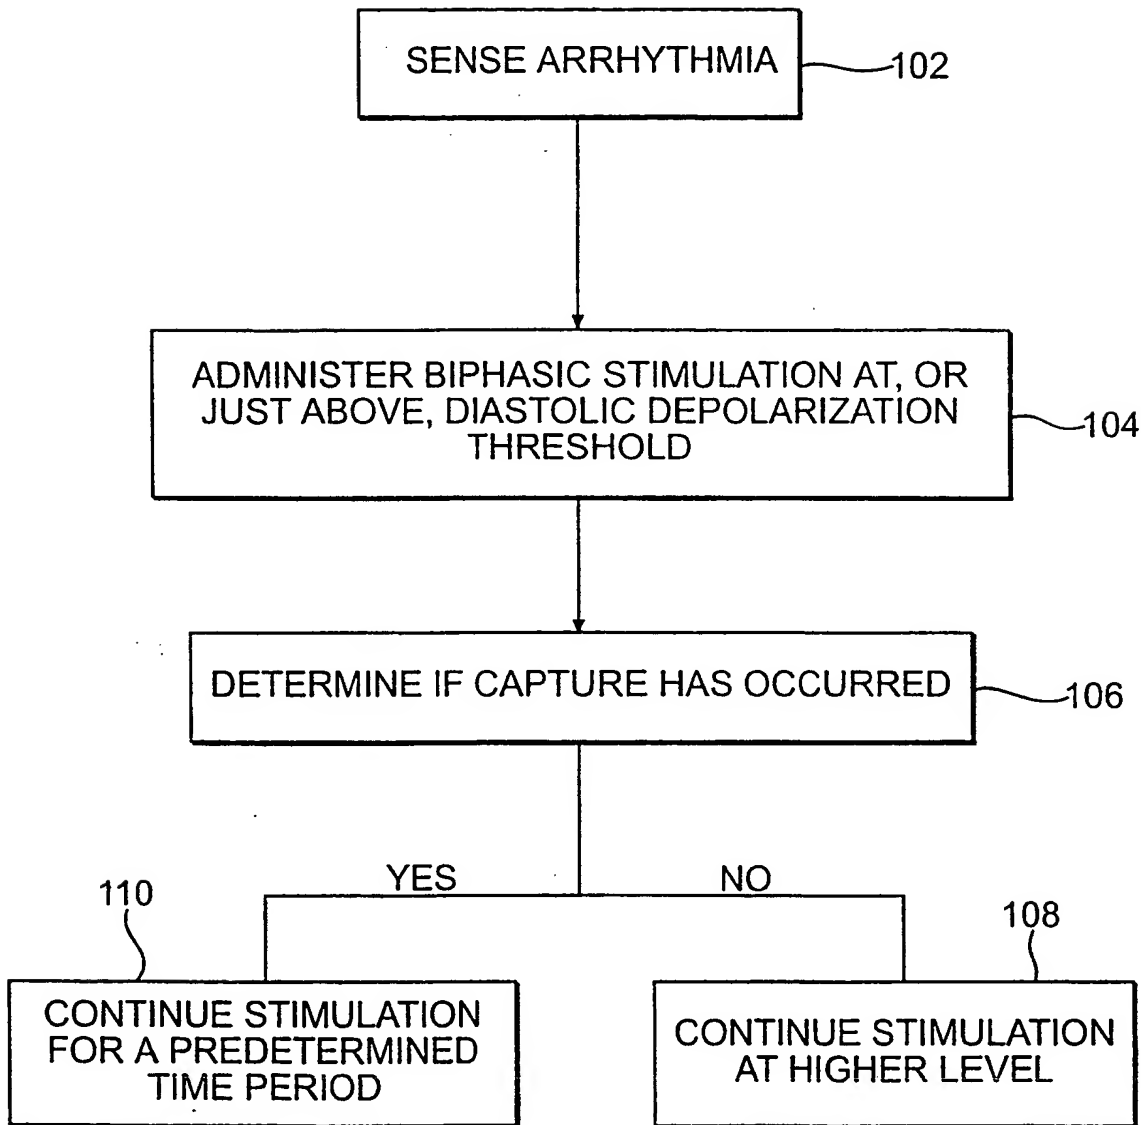 SENSE ARRHYTHMIA
102
ADMINISTER BIPHASIC STIMULATION AT, OR
JUST ABOVE, DIASTOLIC DEPOLARIZATION
THRESHOLD
104
DETERMINE IF CAPTURE HAS OCCURRED
106
YES
NO
110
108
CONTINUE STIMULATION
FOR A PREDETERMINED
TIME PERIOD
CONTINUE STIMULATION
AT HIGHER LEVEL